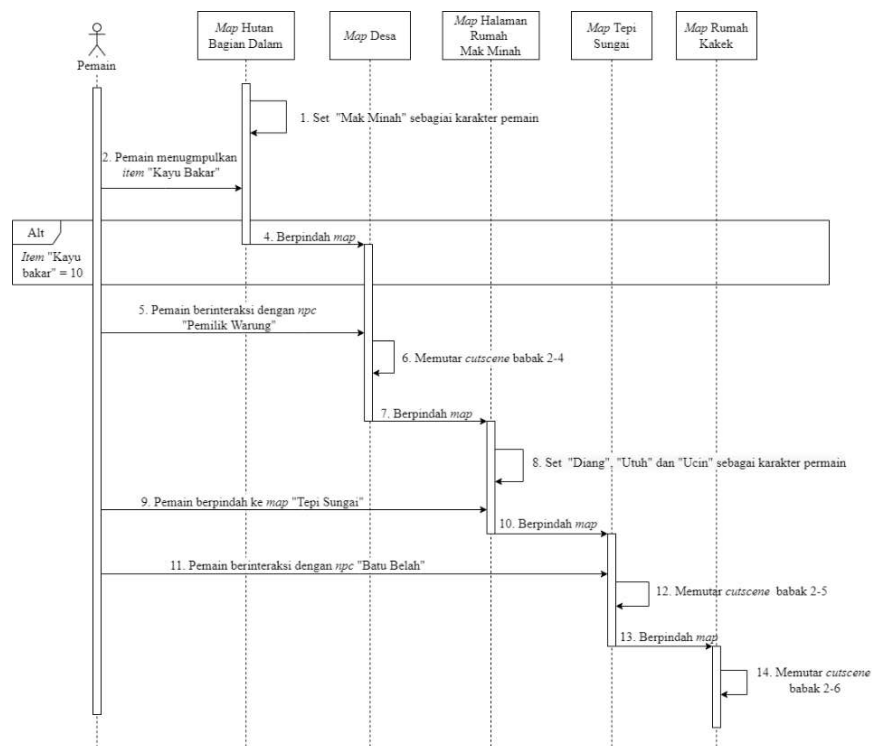 Pemain
Map Hutan
Bagian Dalam
Map Desa
Map Halaman
Rumah
Mak Minah
Map Tepi
Sungai
Map Rumah
Kakek
1. Set "Mak Minah" sebagiai karakter pemain
2. Pemain menugmpulkan
item "Kayu Bakar"
Alt
Item "Kayu
bakar" = 10
4. Berpindah map
5. Pemain berinteraksi dengan npc
"Pemilik Warung"
6. Memutar cutscene babak 2-4
7. Berpindah map
8. Set "Diang", "Utuh" dan "Ucin" sebagai karakter permain
9. Pemain berpindah ke map "Tepi Sungai"
10. Berpindah map
11. Pemain berinteraksi dengan npc "Batu Belah"
12. Memutar cutscene babak 2-5
13. Berpindah map
14. Memutar cutscene
babak 2-6